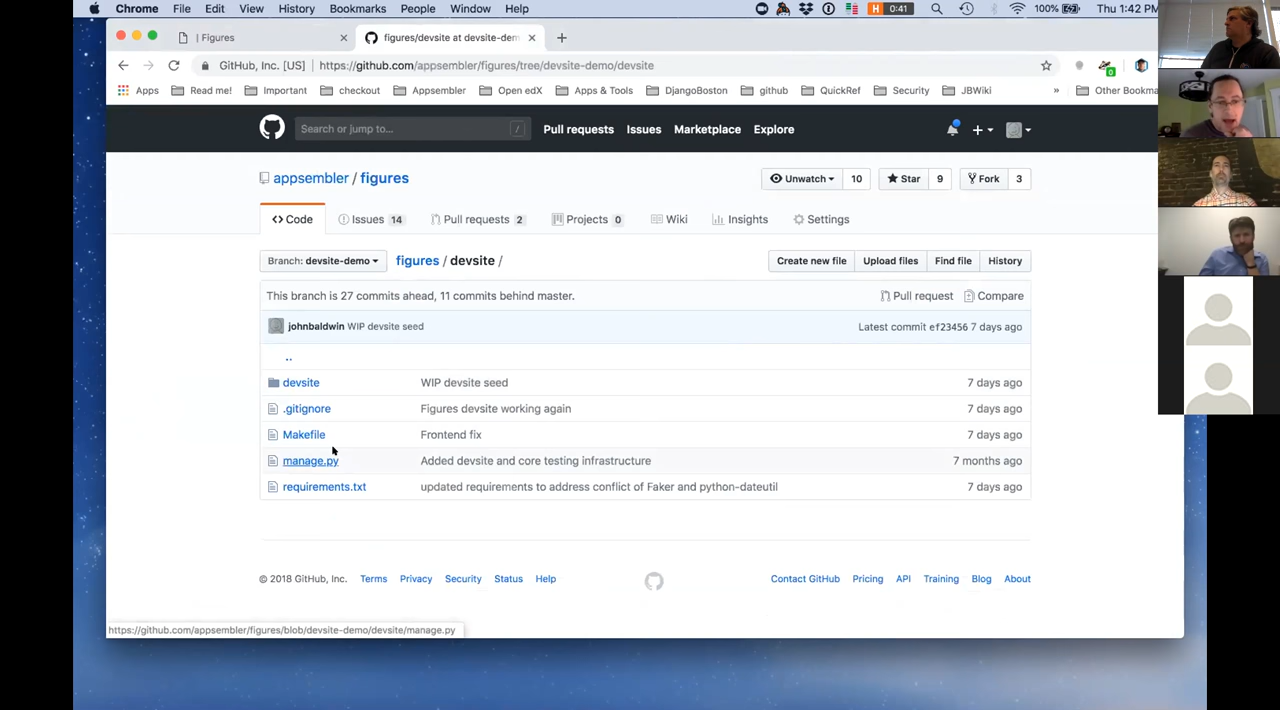 Chrome File Edit View History Bookmarks People Window Help H 0:41 100% Thu 1:42 PM
| Figures figures/devsite at devsite-dem
GitHub, Inc. [US] https://github.com/appsembler/figures/tree/devsite-demo/devsite 0
Apps Read me! Important checkout Appsembler Open edX Apps & Tools DjangoBoston github QuickRef Security JBWiki » Other Bookma
Search or jump to... / Pull requests Issues Marketplace Explore
appsembler / figures Unwatch 10 Star 9 Fork 3
Code Issues 14 Pull requests 2 Projects 0 Wiki Insights Settings
Branch: devsite-demo figures / devsite / Create new file Upload files Find file History
This branch is 27 commits ahead, 11 commits behind master. Pull request Compare
johnbaldwin WIP devsite seed Latest commit ef23456 7 days ago
..
devsite WIP devsite seed 7 days ago
.gitignore Figures devsite working again 7 days ago
Makefile Frontend fix 7 days ago
manage.py Added devsite and core testing infrastructure 7 months ago
requirements.txt updated requirements to address conflict of Faker and python-dateutil 7 days ago
© 2018 GitHub, Inc. Terms Privacy Security Status Help Contact GitHub Pricing API Training Blog About
https://github.com/appsembler/figures/blob/devsite-demo/devsite/manage.py